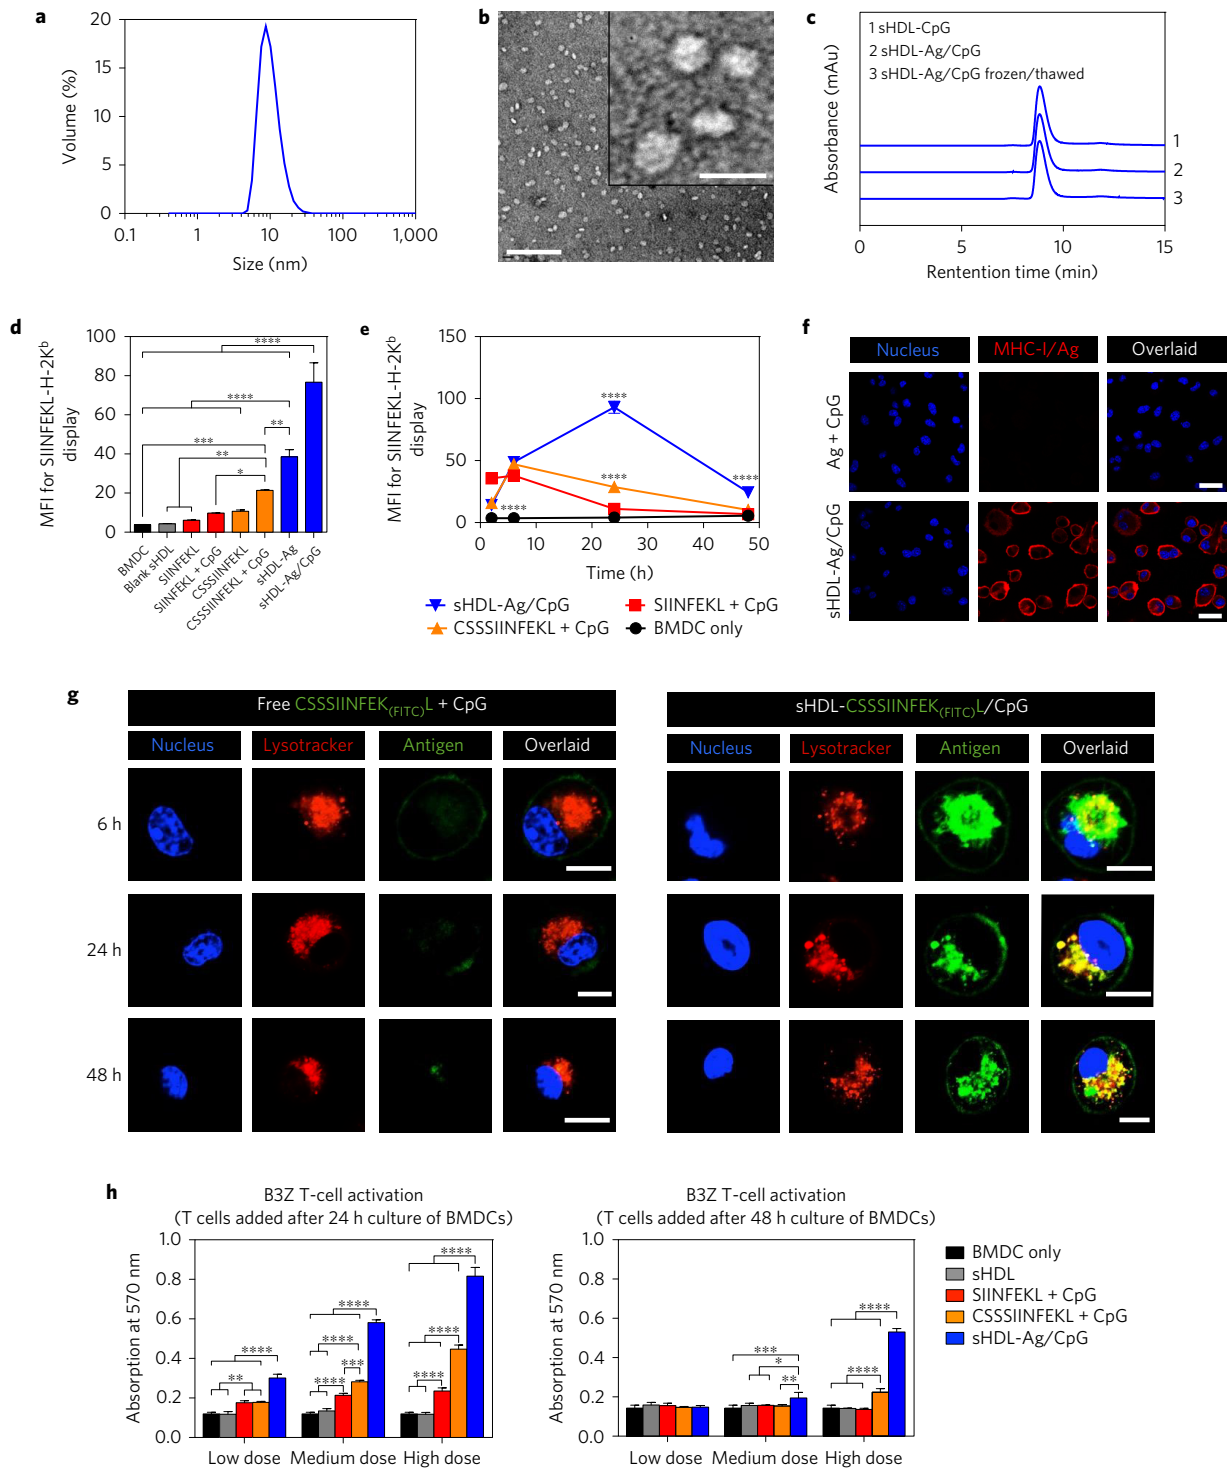 a
20
15
10
5
0
Volume (%)
0.1
1
10
100
1,000
Size (nm)
b
c
1 sHDL-CpG
2 sHDL-Ag/CpG
3 sHDL-Ag/CpG frozen/thawed
Absorbance (mAu)
1
2
3
0
5
10
15
Rentention time (min)
d
100
80
60
40
20
0
MFI for SIINFEKL-H-2Kᵇ
display
****
****
**
***
**
*
BMDC
Blank sHDL
SIINFEKL
SIINFEKL + CpG
CSSSIINFEKL
CSSSIINFEKL + CpG
sHDL-Ag
sHDL-Ag/CpG
e
150
100
50
0
MFI for SIINFEKL-H-2Kᵇ
display
****
****
****
****
0
10
20
30
40
50
Time (h)
sHDL-Ag/CpG
SIINFEKL + CpG
CSSSIINFEKL + CpG
BMDC only
f
Nucleus
MHC-I/Ag
Overlaid
Ag + CpG
sHDL-Ag/CpG
g
Free CSSSIINFEK(FITC)L + CpG
Nucleus
Lysotracker
Antigen
Overlaid
sHDL-CSSSIINFEK(FITC)L/CpG
Nucleus
Lysotracker
Antigen
Overlaid
6 h
24 h
48 h
h
B3Z T-cell activation
(T cells added after 24 h culture of BMDCs)
1.0
0.8
0.6
0.4
0.2
0.0
Absorption at 570 nm
****
**
****
****
***
****
****
****
****
Low dose
Medium dose
High dose
B3Z T-cell activation
(T cells added after 48 h culture of BMDCs)
1.0
0.8
0.6
0.4
0.2
0.0
Absorption at 570 nm
***
*
**
****
****
Low dose
Medium dose
High dose
BMDC only
sHDL
SIINFEKL + CpG
CSSSIINFEKL + CpG
sHDL-Ag/CpG